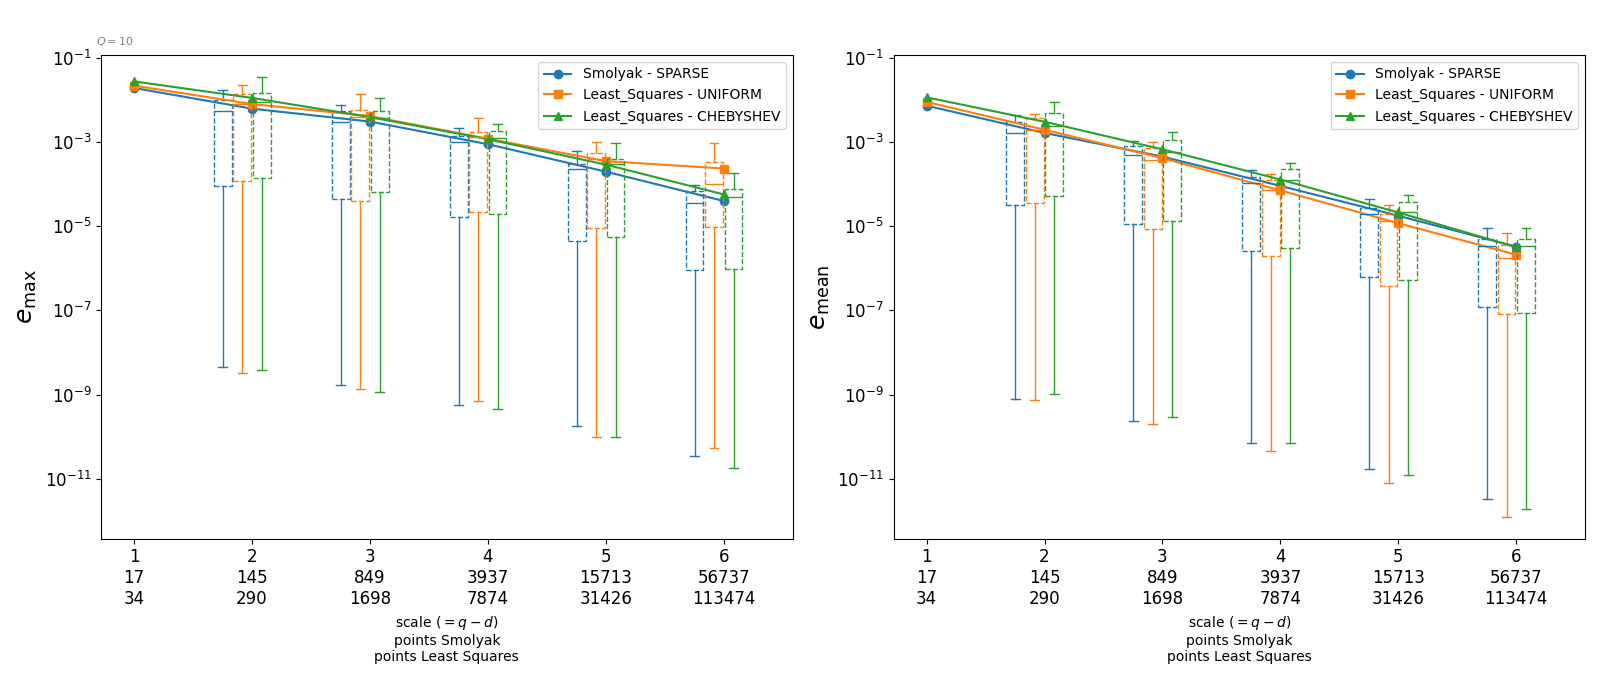 Q = 10
10⁻¹
10⁻³
10⁻⁵
10⁻⁷
10⁻⁹
10⁻¹¹
e_max
Smolyak - SPARSE
Least_Squares - UNIFORM
Least_Squares - CHEBYSHEV
1 2 3 4 5 6
17 145 849 3937 15713 56737
34 290 1698 7874 31426 113474
scale (= q − d)
points Smolyak
points Least Squares
10⁻¹
10⁻³
10⁻⁵
10⁻⁷
10⁻⁹
10⁻¹¹
e_mean
Smolyak - SPARSE
Least_Squares - UNIFORM
Least_Squares - CHEBYSHEV
1 2 3 4 5 6
17 145 849 3937 15713 56737
34 290 1698 7874 31426 113474
scale (= q − d)
points Smolyak
points Least Squares